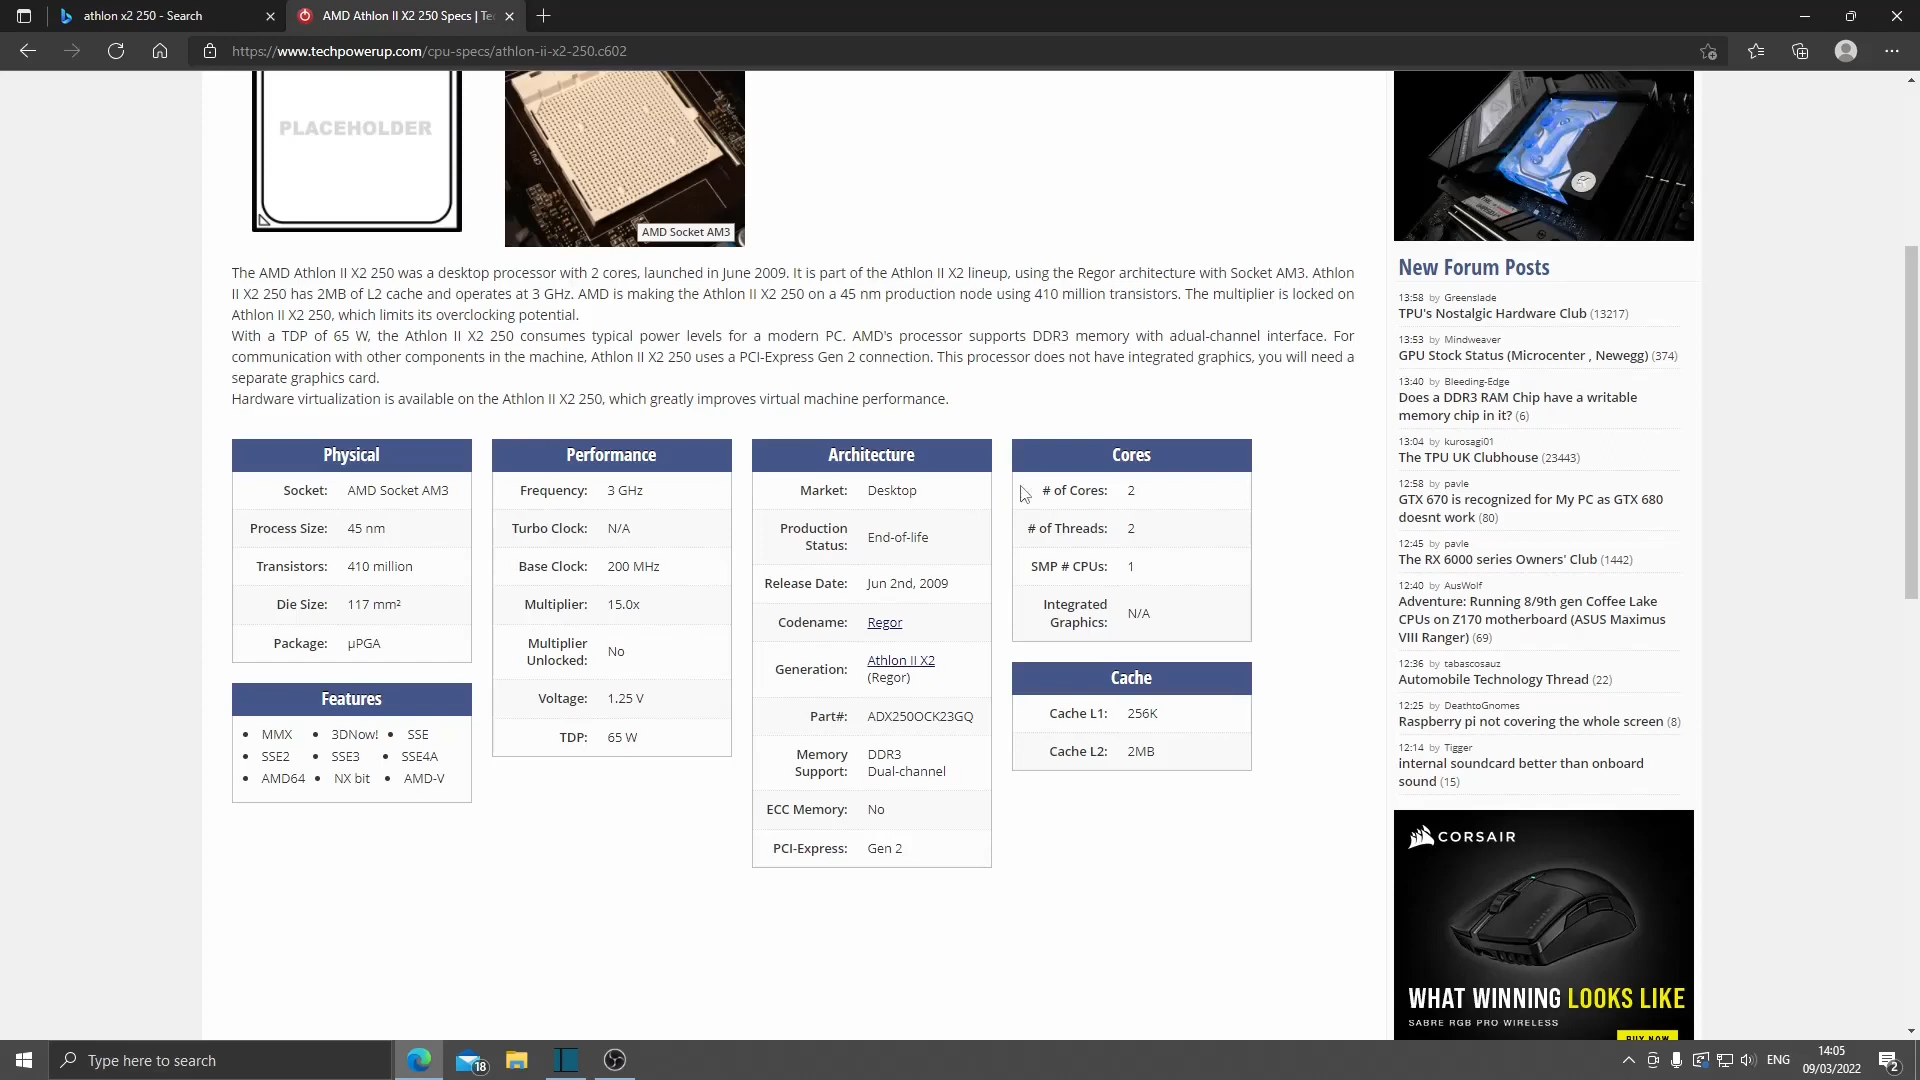 athlon x2 250 - Search
AMD Athlon II X2 250 Specs | Te
https://www.techpowerup.com/cpu-specs/athlon-ii-x2-250.c602
PLACEHOLDER
AMD Socket AM3
The AMD Athlon II X2 250 was a desktop processor with 2 cores, launched in June 2009. It is part of the Athlon II X2 lineup, using the Regor architecture with Socket AM3. Athlon
II X2 250 has 2MB of L2 cache and operates at 3 GHz. AMD is making the Athlon II X2 250 on a 45 nm production node using 410 million transistors. The multiplier is locked on
Athlon II X2 250, which limits its overclocking potential.
With a TDP of 65 W, the Athlon II X2 250 consumes typical power levels for a modern PC. AMD's processor supports DDR3 memory with adual-channel interface. For
communication with other components in the machine, Athlon II X2 250 uses a PCI-Express Gen 2 connection. This processor does not have integrated graphics, you will need a
separate graphics card.
Hardware virtualization is available on the Athlon II X2 250, which greatly improves virtual machine performance.
Physical
Socket: AMD Socket AM3
Process Size: 45 nm
Transistors: 410 million
Die Size: 117 mm²
Package: µPGA
Features
MMX 3DNow! SSE
SSE2 SSE3 SSE4A
AMD64 NX bit AMD-V
Performance
Frequency: 3 GHz
Turbo Clock: N/A
Base Clock: 200 MHz
Multiplier: 15.0x
Multiplier
Unlocked: No
Voltage: 1.25 V
TDP: 65 W
Architecture
Market: Desktop
Production
Status: End-of-life
Release Date: Jun 2nd, 2009
Codename: Regor
Generation: Athlon II X2
(Regor)
Part#: ADX250OCK23GQ
Memory
Support: DDR3
Dual-channel
ECC Memory: No
PCI-Express: Gen 2
Cores
# of Cores: 2
# of Threads: 2
SMP # CPUs: 1
Integrated
Graphics: N/A
Cache
Cache L1: 256K
Cache L2: 2MB
New Forum Posts
13:58 by Greenslade
TPU's Nostalgic Hardware Club (13217)
13:53 by Mindweaver
GPU Stock Status (Microcenter , Newegg) (374)
13:40 by Bleeding-Edge
Does a DDR3 RAM Chip have a writable
memory chip in it? (6)
13:04 by kurosagi01
The TPU UK Clubhouse (23443)
12:58 by pavle
GTX 670 is recognized for My PC as GTX 680
doesnt work (80)
12:45 by pavle
The RX 6000 series Owners' Club (1442)
12:40 by AusWolf
Adventure: Running 8/9th gen Coffee Lake
CPUs on Z170 motherboard (ASUS Maximus
VIII Ranger) (69)
12:36 by tabascosauz
Automobile Technology Thread (22)
12:25 by DeathtoGnomes
Raspberry pi not covering the whole screen (8)
12:14 by Tigger
internal soundcard better than onboard
sound (15)
CORSAIR
WHAT WINNING LOOKS LIKE
SABRE RGB PRO WIRELESS
BUY NOW
Type here to search
18
ENG
14:05
09/03/2022
2